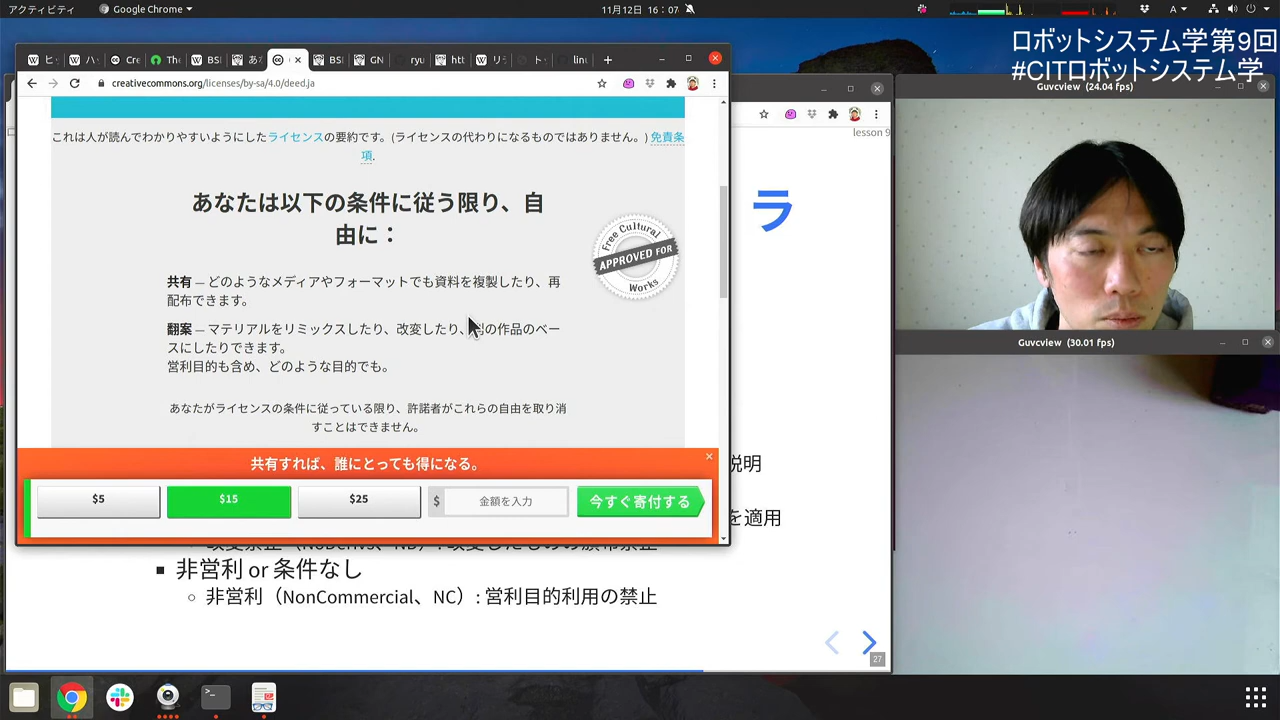 アクティビティ
Google Chrome
11月12日 16：07
A
ロボットシステム学第9回
#CITロボットシステム学
ヒ
ハ
Cre
The
BSI
あな
BSI
GN
ryu
htt
リ
ト
linu
creativecommons.org/licenses/by-sa/4.0/deed.ja
これは人が読んでわかりやすいようにしたライセンスの要約です。(ライセンスの代わりになるものではありません。) 免責条
項.
あなたは以下の条件に従う限り、自
由に：
Free Cultural
APPROVED FOR
Works
共有 — どのようなメディアやフォーマットでも資料を複製したり、再
配布できます。
翻案 — マテリアルをリミックスしたり、改変したり、の作品のベー
スにしたりできます。
営利目的も含め、どのような目的でも。
あなたがライセンスの条件に従っている限り、許諾者がこれらの自由を取り消
すことはできません。
共有すれば、誰にとっても得になる。
$5
$15
$25
$
金額を入力
今すぐ寄付する
lesson 9
ラ
説明
を適用
非営利 or 条件なし
非営利（NonCommercial、NC）: 営利目的利用の禁止
27
Guvcview (24.04 fps)
Guvcview (30.01 fps)